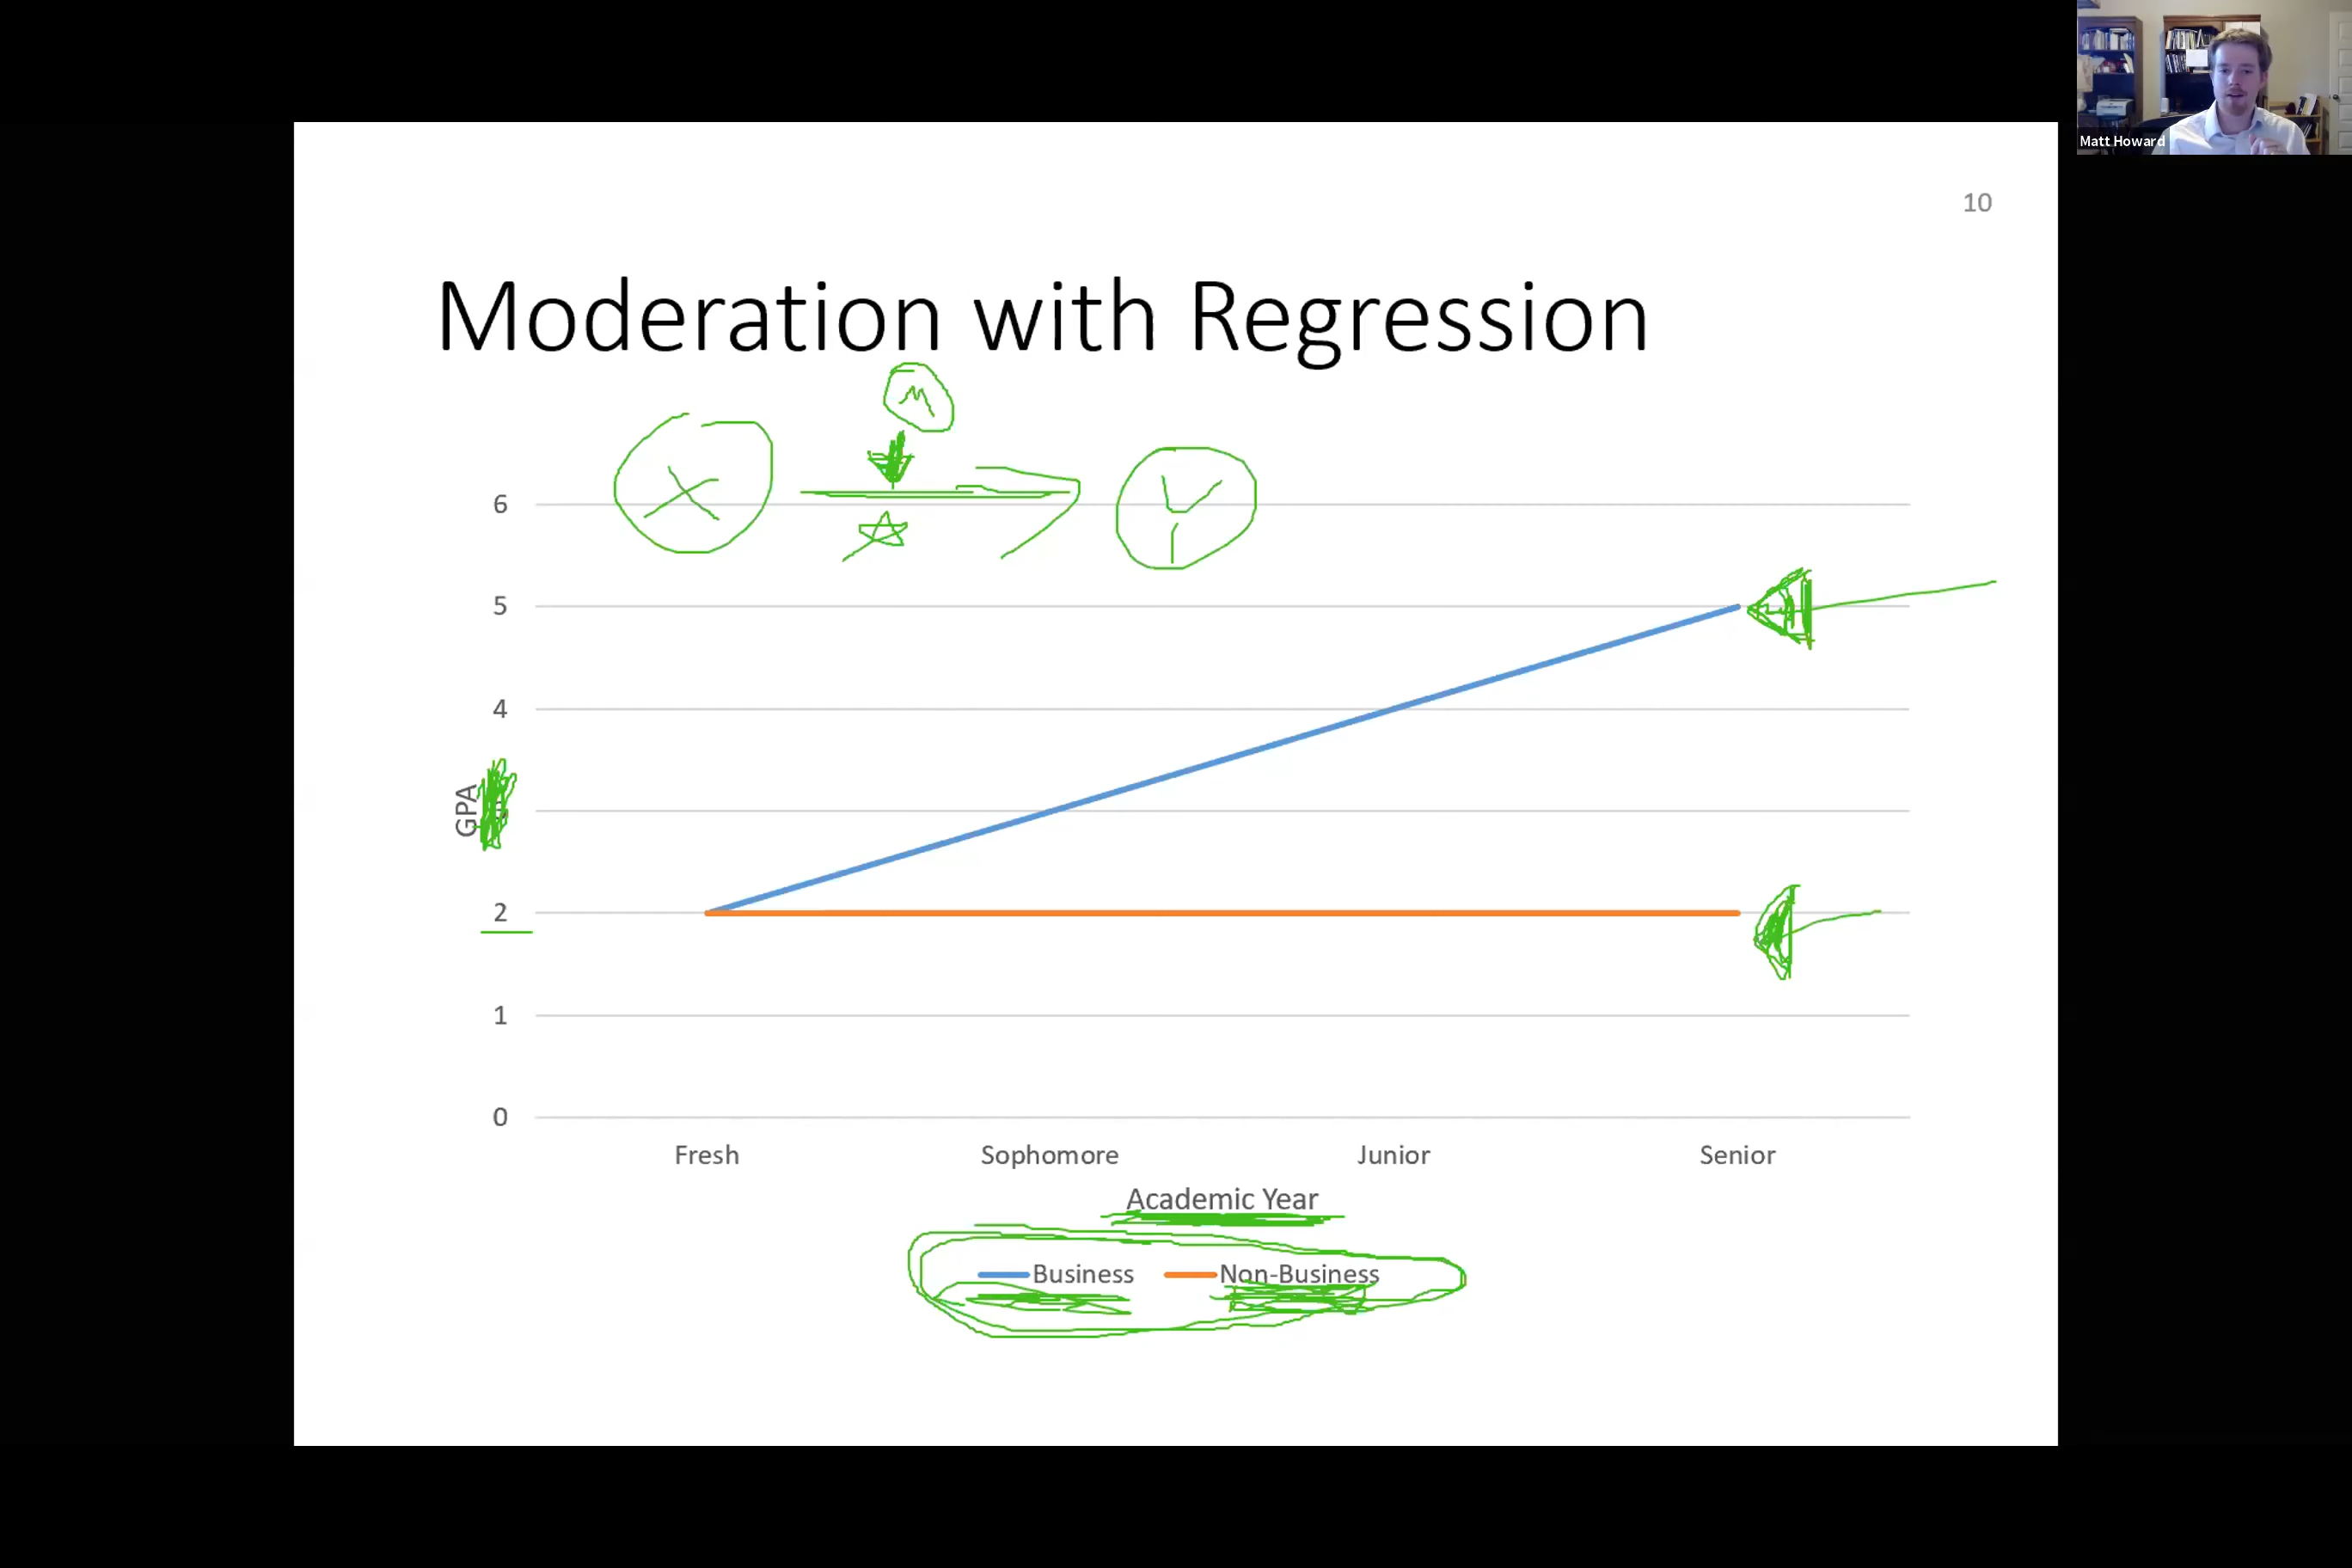 Matt Howard
10
Moderation with Regression
M
X
Y
6
5
4
GPA
2
1
0
Fresh Sophomore Junior Senior
Academic Year
Business Non-Business